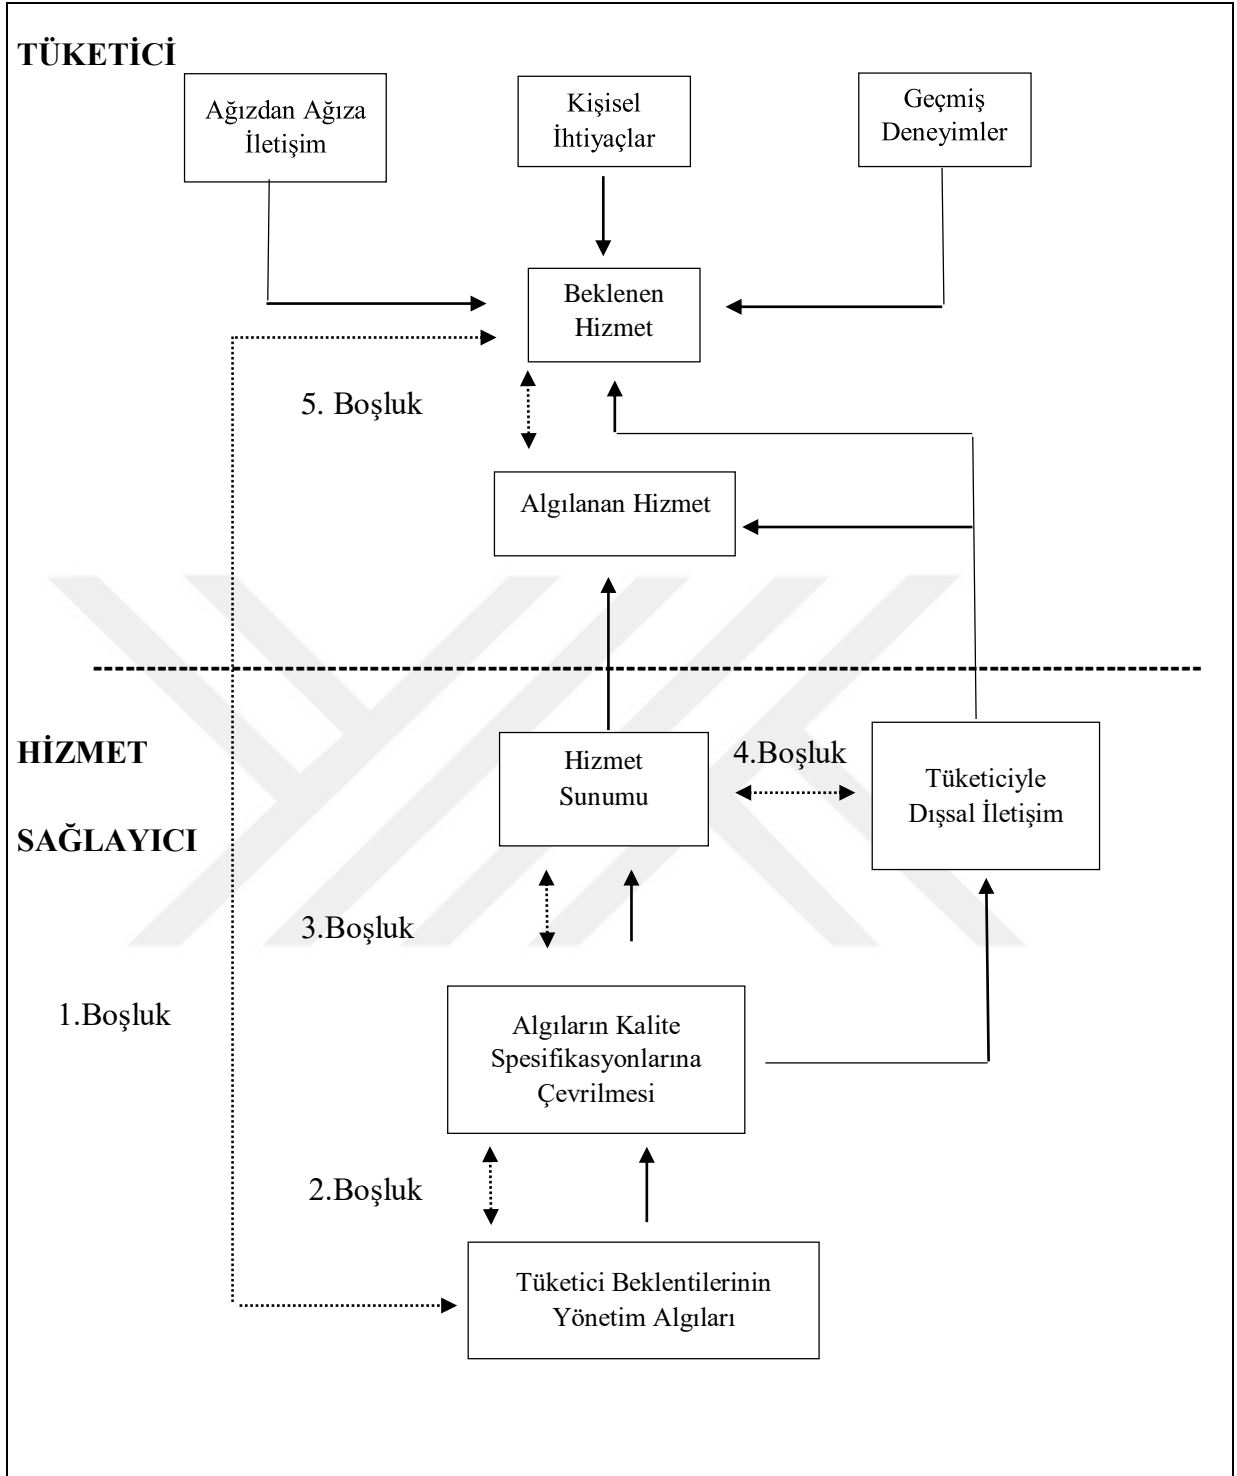 TÜKETİCİ
Ağızdan Ağıza
İletişim
Kişisel
İhtiyaçlar
Geçmiş
Deneyimler
Beklenen
Hizmet
5. Boşluk
Algılanan Hizmet
HİZMET
SAĞLAYICI
Hizmet
Sunumu
4.Boşluk
Tüketiciyle
Dışsal İletişim
3.Boşluk
1.Boşluk
Algıların Kalite
Spesifikasyonlarına
Çevrilmesi
2.Boşluk
Tüketici Beklentilerinin
Yönetim Algıları